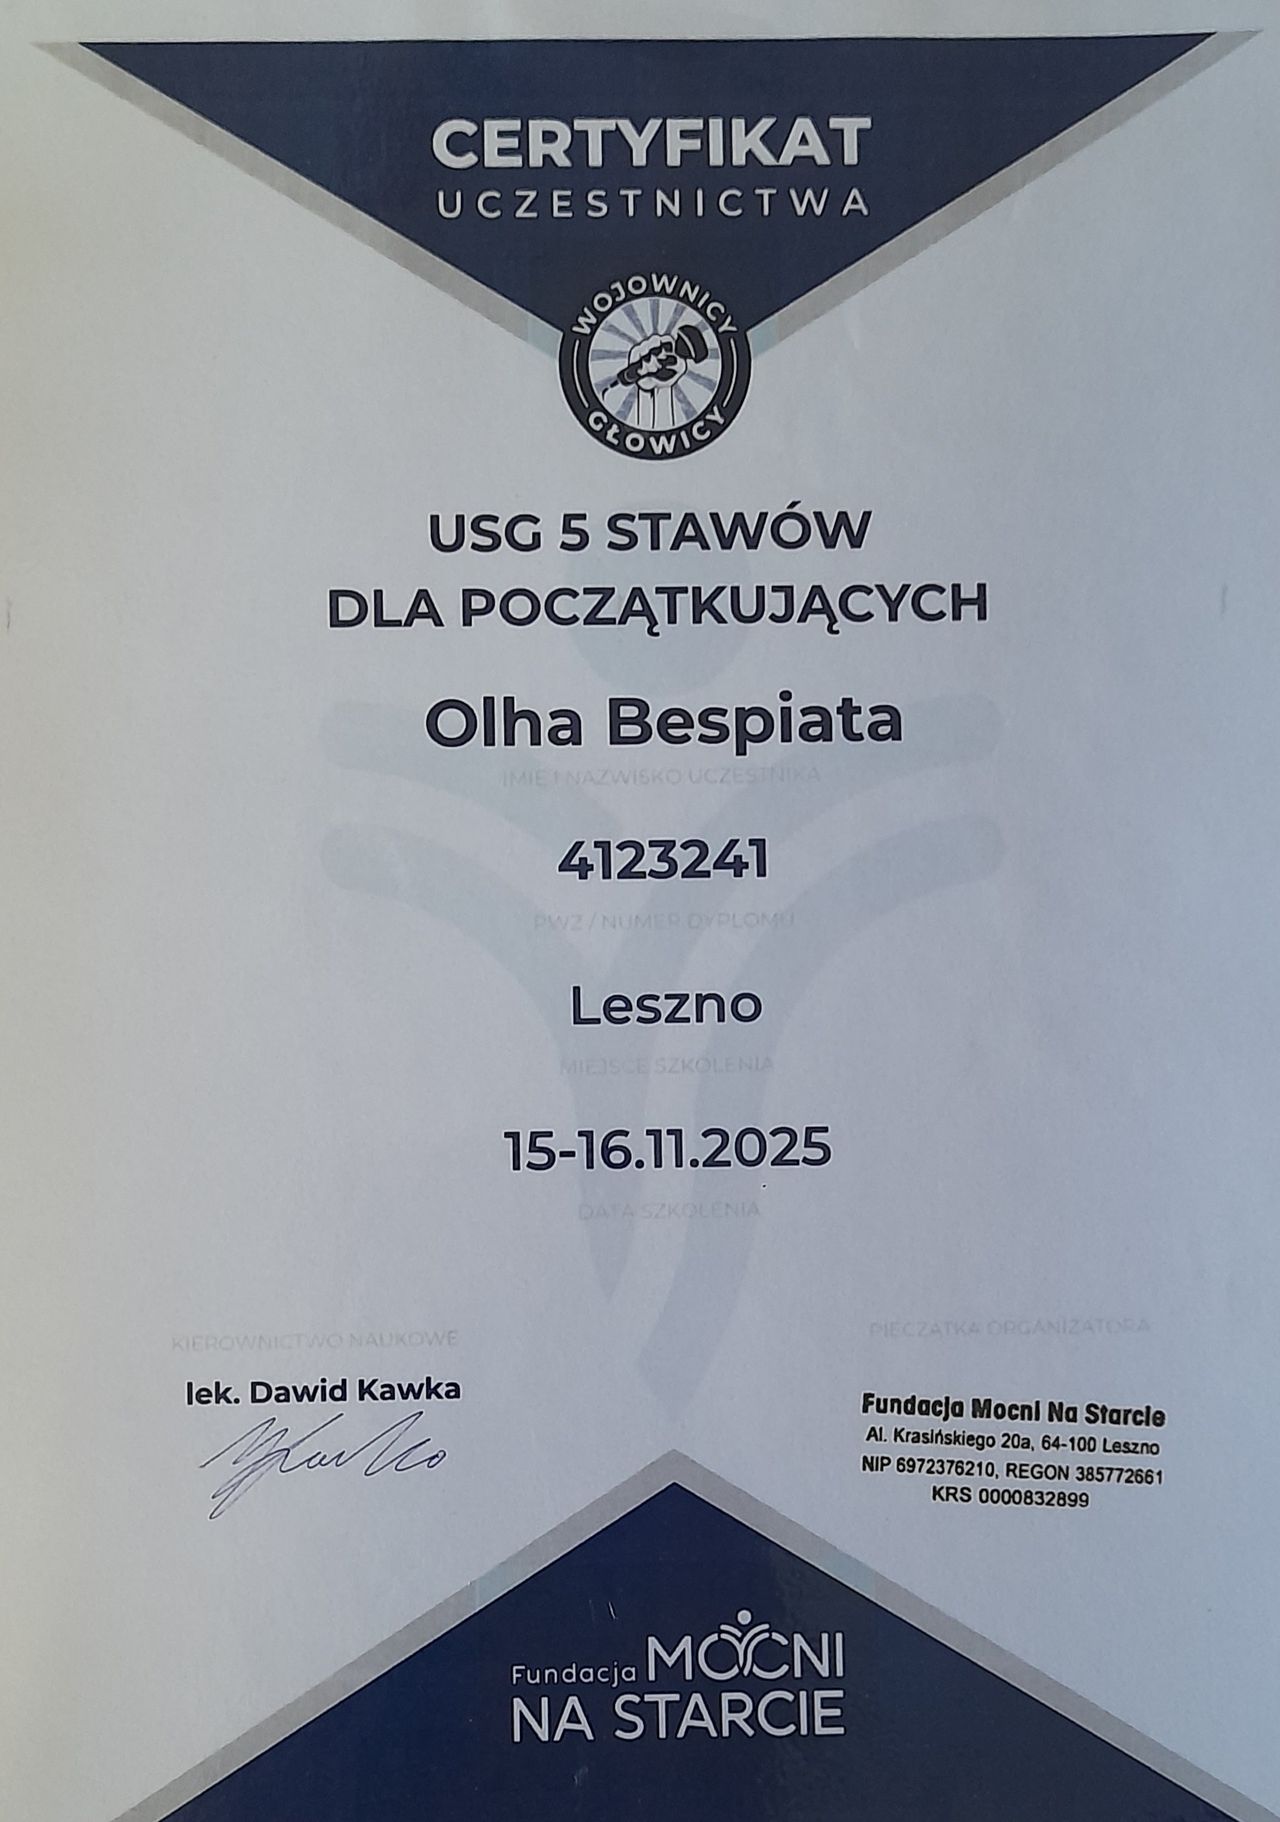 CERTYFIKAT
UCZESTNICTWA
WOJOWNICY
GŁOWICY
USG 5 STAWÓW
DLA POCZĄTKUJĄCYCH
Olha Bespiata
IMIĘ I NAZWISKO UCZESTNIKA
4123241
PWZ / NUMER DYPLOMU
Leszno
MIEJSCE SZKOLENIA
15-16.11.2025
DATA SZKOLENIA
KIEROWNICTWO NAUKOWE
lek. Dawid Kawka
PIECZĄTKA ORGANIZATORA
Fundacja Mocni Na Starcie
Al. Krasińskiego 20a, 64-100 Leszno
NIP 6972376210, REGON 385772661
KRS 0000832899
Fundacja MOCNI
NA STARCIE